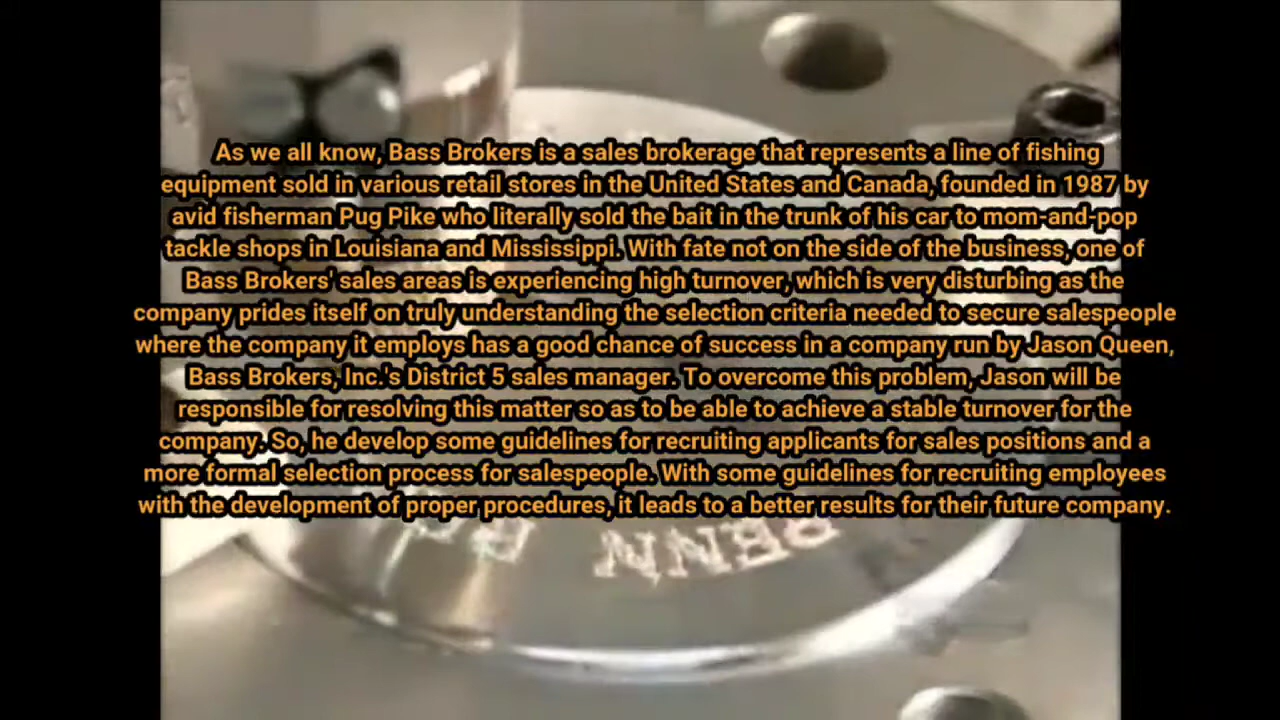 As we all know, Bass Brokers is a sales brokerage that represents a line of fishing
equipment sold in various retail stores in the United States and Canada, founded in 1987 by
avid fisherman Pug Pike who literally sold the bait in the trunk of his car to mom-and-pop
tackle shops in Louisiana and Mississippi. With fate not on the side of the business, one of
Bass Brokers' sales areas is experiencing high turnover, which is very disturbing as the
company prides itself on truly understanding the selection criteria needed to secure salespeople
where the company it employs has a good chance of success in a company run by Jason Queen,
Bass Brokers, Inc.'s District 5 sales manager. To overcome this problem, Jason will be
responsible for resolving this matter so as to be able to achieve a stable turnover for the
company. So, he develop some guidelines for recruiting applicants for sales positions and a
more formal selection process for salespeople. With some guidelines for recruiting employees
with the development of proper procedures, it leads to a better results for their future company.
PENN